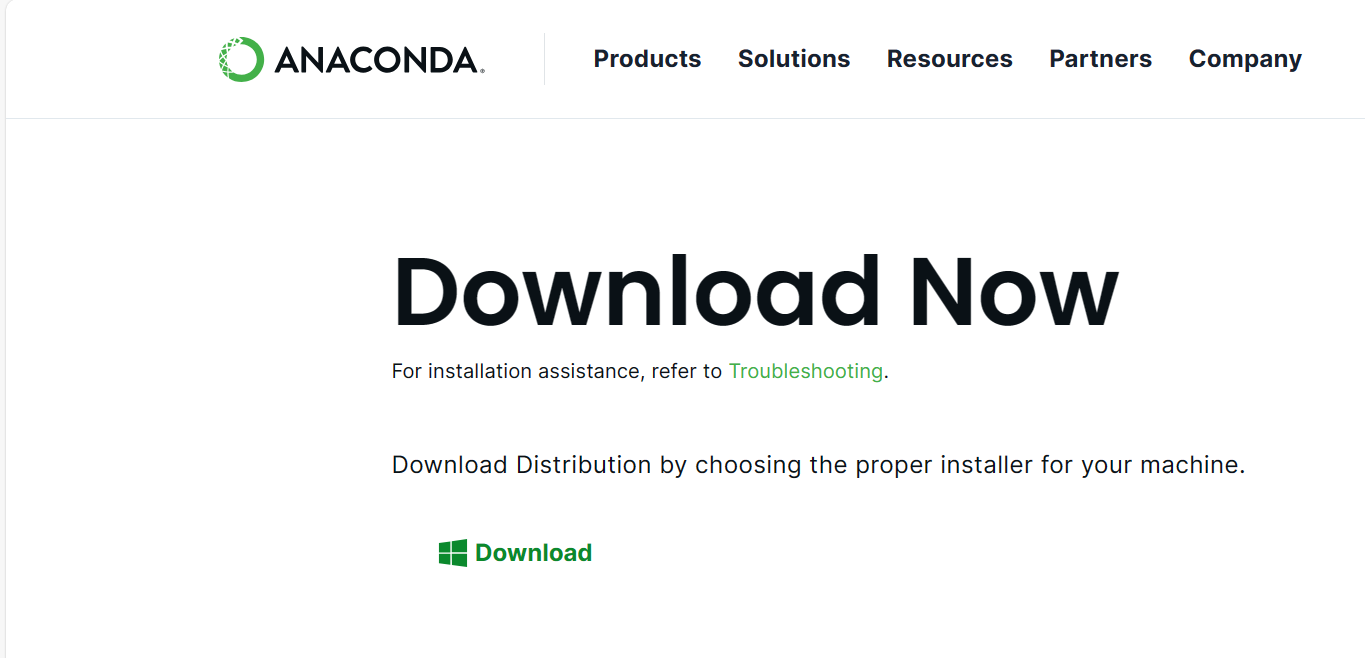 ANACONDA.
Products Solutions Resources Partners Company
Download Now
For installation assistance, refer to Troubleshooting.
Download Distribution by choosing the proper installer for your machine.
Download